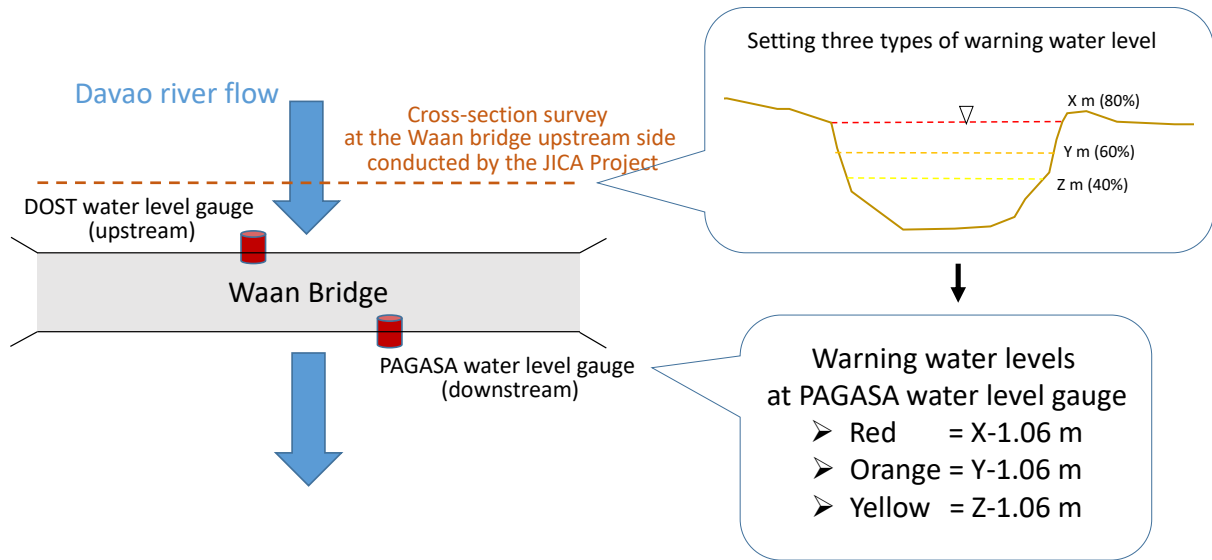 Davao river flow
Cross-section survey
at the Waan bridge upstream side
conducted by the JICA Project
DOST water level gauge
(upstream)
Waan Bridge
PAGASA water level gauge
(downstream)
Setting three types of warning water level
X m (80%)
Y m (60%)
Z m (40%)
Warning water levels
at PAGASA water level gauge
➢ Red = X-1.06 m
➢ Orange = Y-1.06 m
➢ Yellow = Z-1.06 m